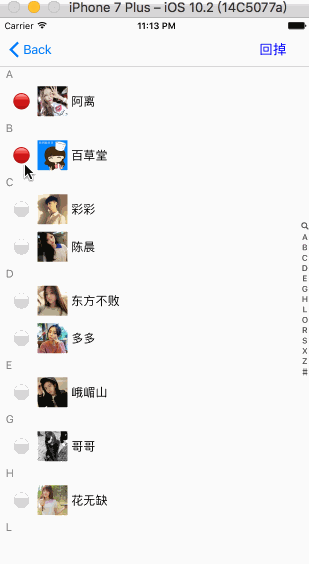 iPhone 7 Plus – iOS 10.2 (14C5077a)
Carrier 11:13 PM
Back 回掉
A
阿离
B
百草堂
C
彩彩
陈晨
D
东方不败
多多
E
峨嵋山
G
哥哥
H
花无缺
L
A
B
C
D
E
G
H
L
O
R
S
X
Z
#